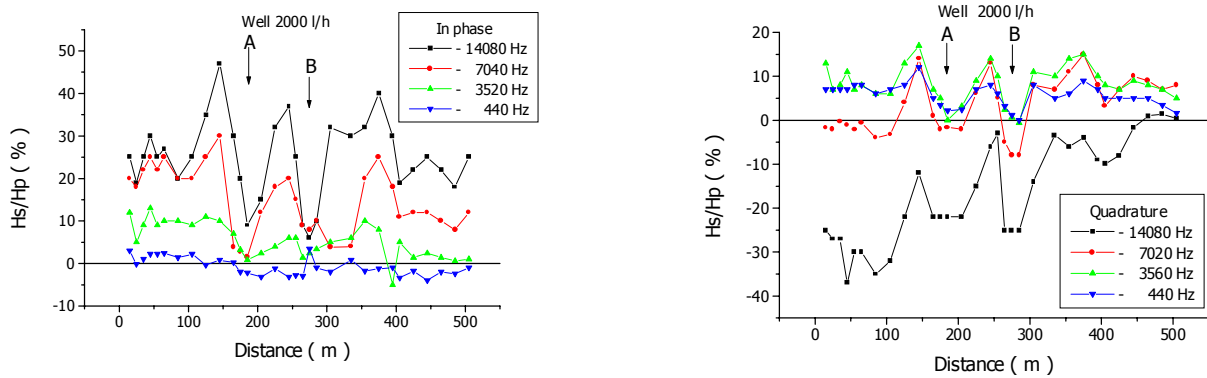 Well 2000 l/h
A
B
In phase
- 14080 Hz
- 7040 Hz
- 3520 Hz
- 440 Hz
Hs/Hp ( % )
50
40
30
20
10
0
-10
0
100
200
300
400
500
Distance ( m )
Well 2000 l/h
A
B
Quadrature
- 14080 Hz
- 7020 Hz
- 3560 Hz
- 440 Hz
Hs/Hp ( % )
20
10
0
-10
-20
-30
-40
0
100
200
300
400
500
Distance ( m )